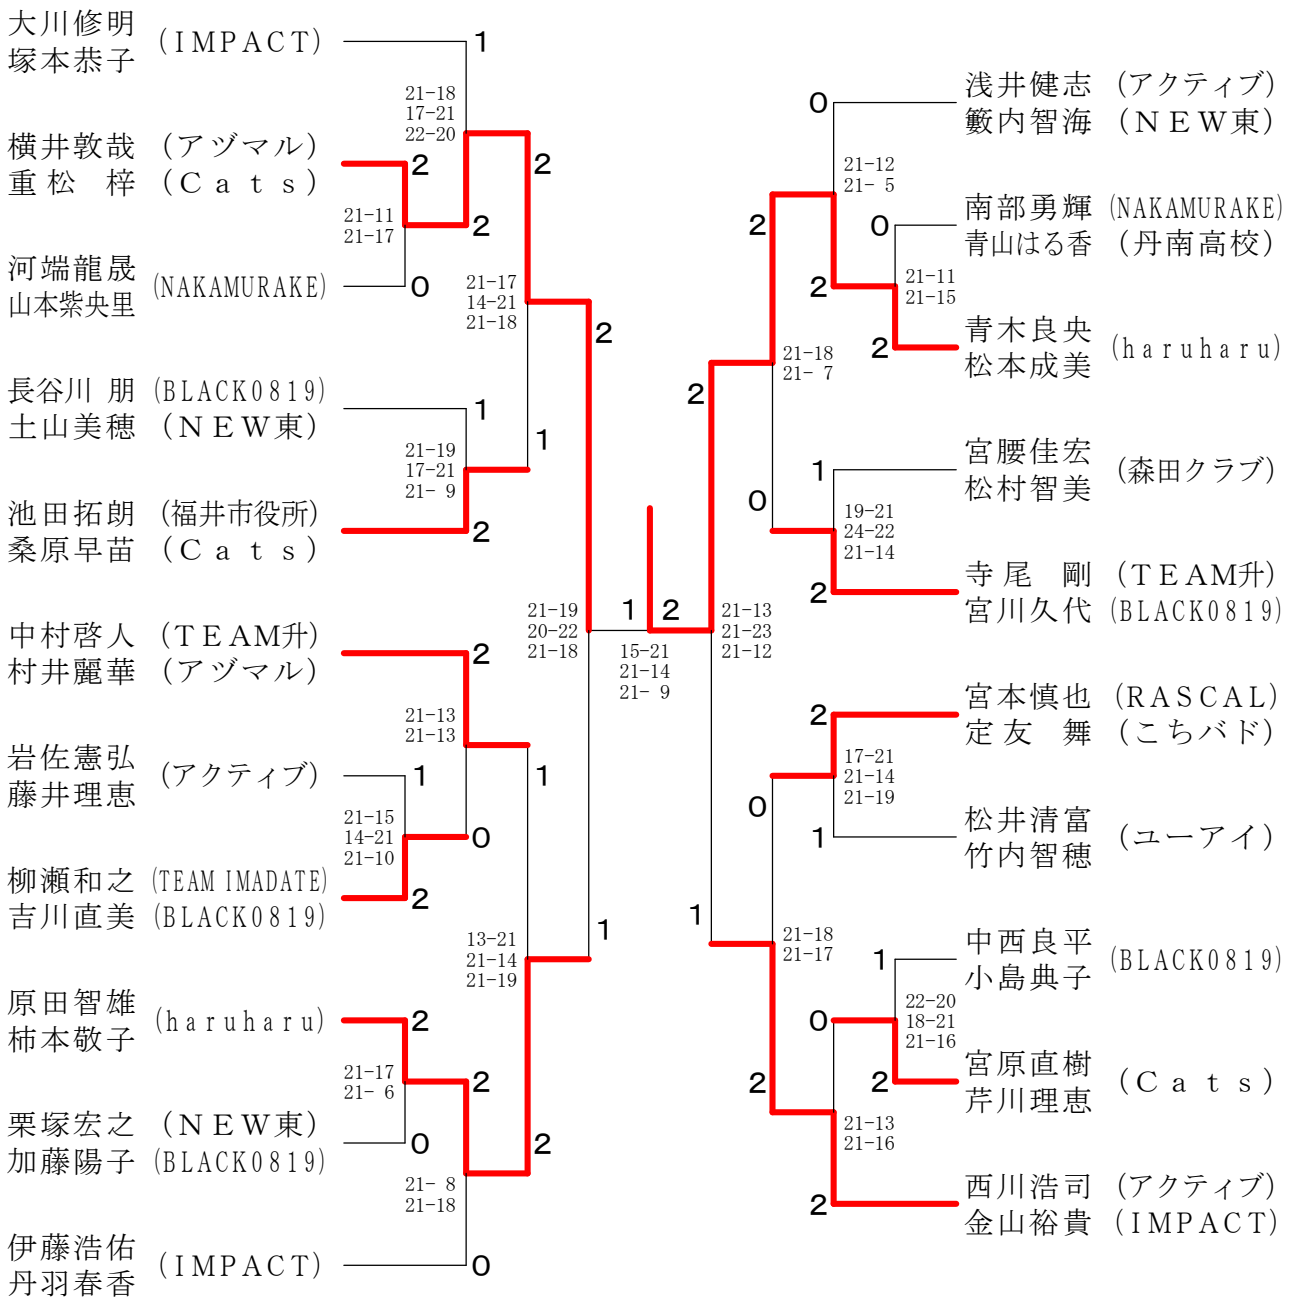 大川修明 (IMPACT)
塚本恭子
1
21-18
17-21
22-20
横井敦哉 (アヅマル)
重松 梓 (Cats)
2
2
21-11
21-17
2
河端龍晟 (NAKAMURAKE)
山本紫央里
0
21-17
14-21
21-18
2
長谷川 朋 (BLACK0819)
土山美穂 (NEW東)
1
1
21-19
17-21
21- 9
池田拓朗 (福井市役所)
桑原早苗 (Cats)
2
21-19
20-22
21-18
中村啓人 (TEAM升)
村井麗華 (アヅマル)
2
21-13
21-13
岩佐憲弘 (アクティブ)
藤井理恵
1
1
21-15
14-21
21-10
0
柳瀬和之 (TEAM IMADATE)
吉川直美 (BLACK0819)
2
13-21
21-14
21-19
1
原田智雄 (haruharu)
柿本敬子
2
21-17
21- 6
2
栗塚宏之 (NEW東)
加藤陽子 (BLACK0819)
0
2
21- 8
21-18
伊藤浩佑 (IMPACT)
丹羽春香
0
1
2
15-21
21-14
21- 9
浅井健志 (アクティブ)
籔内智海 (NEW東)
0
21-12
21- 5
南部勇輝 (NAKAMURAKE)
青山はる香 (丹南高校)
0
2
21-11
21-15
2
青木良央 (haruharu)
松本成美
2
21-18
21- 7
2
宮腰佳宏 (森田クラブ)
松村智美
1
0
19-21
24-22
21-14
寺尾 剛 (TEAM升)
宮川久代 (BLACK0819)
2
21-13
21-23
21-12
宮本慎也 (RASCAL)
定友 舞 (こちバド)
2
17-21
21-14
21-19
0
松井清富 (ユーアイ)
竹内智穂
1
1
21-18
21-17
中西良平 (BLACK0819)
小島典子
1
22-20
18-21
21-16
0
宮原直樹 (Cats)
芹川理恵
2
2
21-13
21-16
西川浩司 (アクティブ)
金山裕貴 (IMPACT)
2